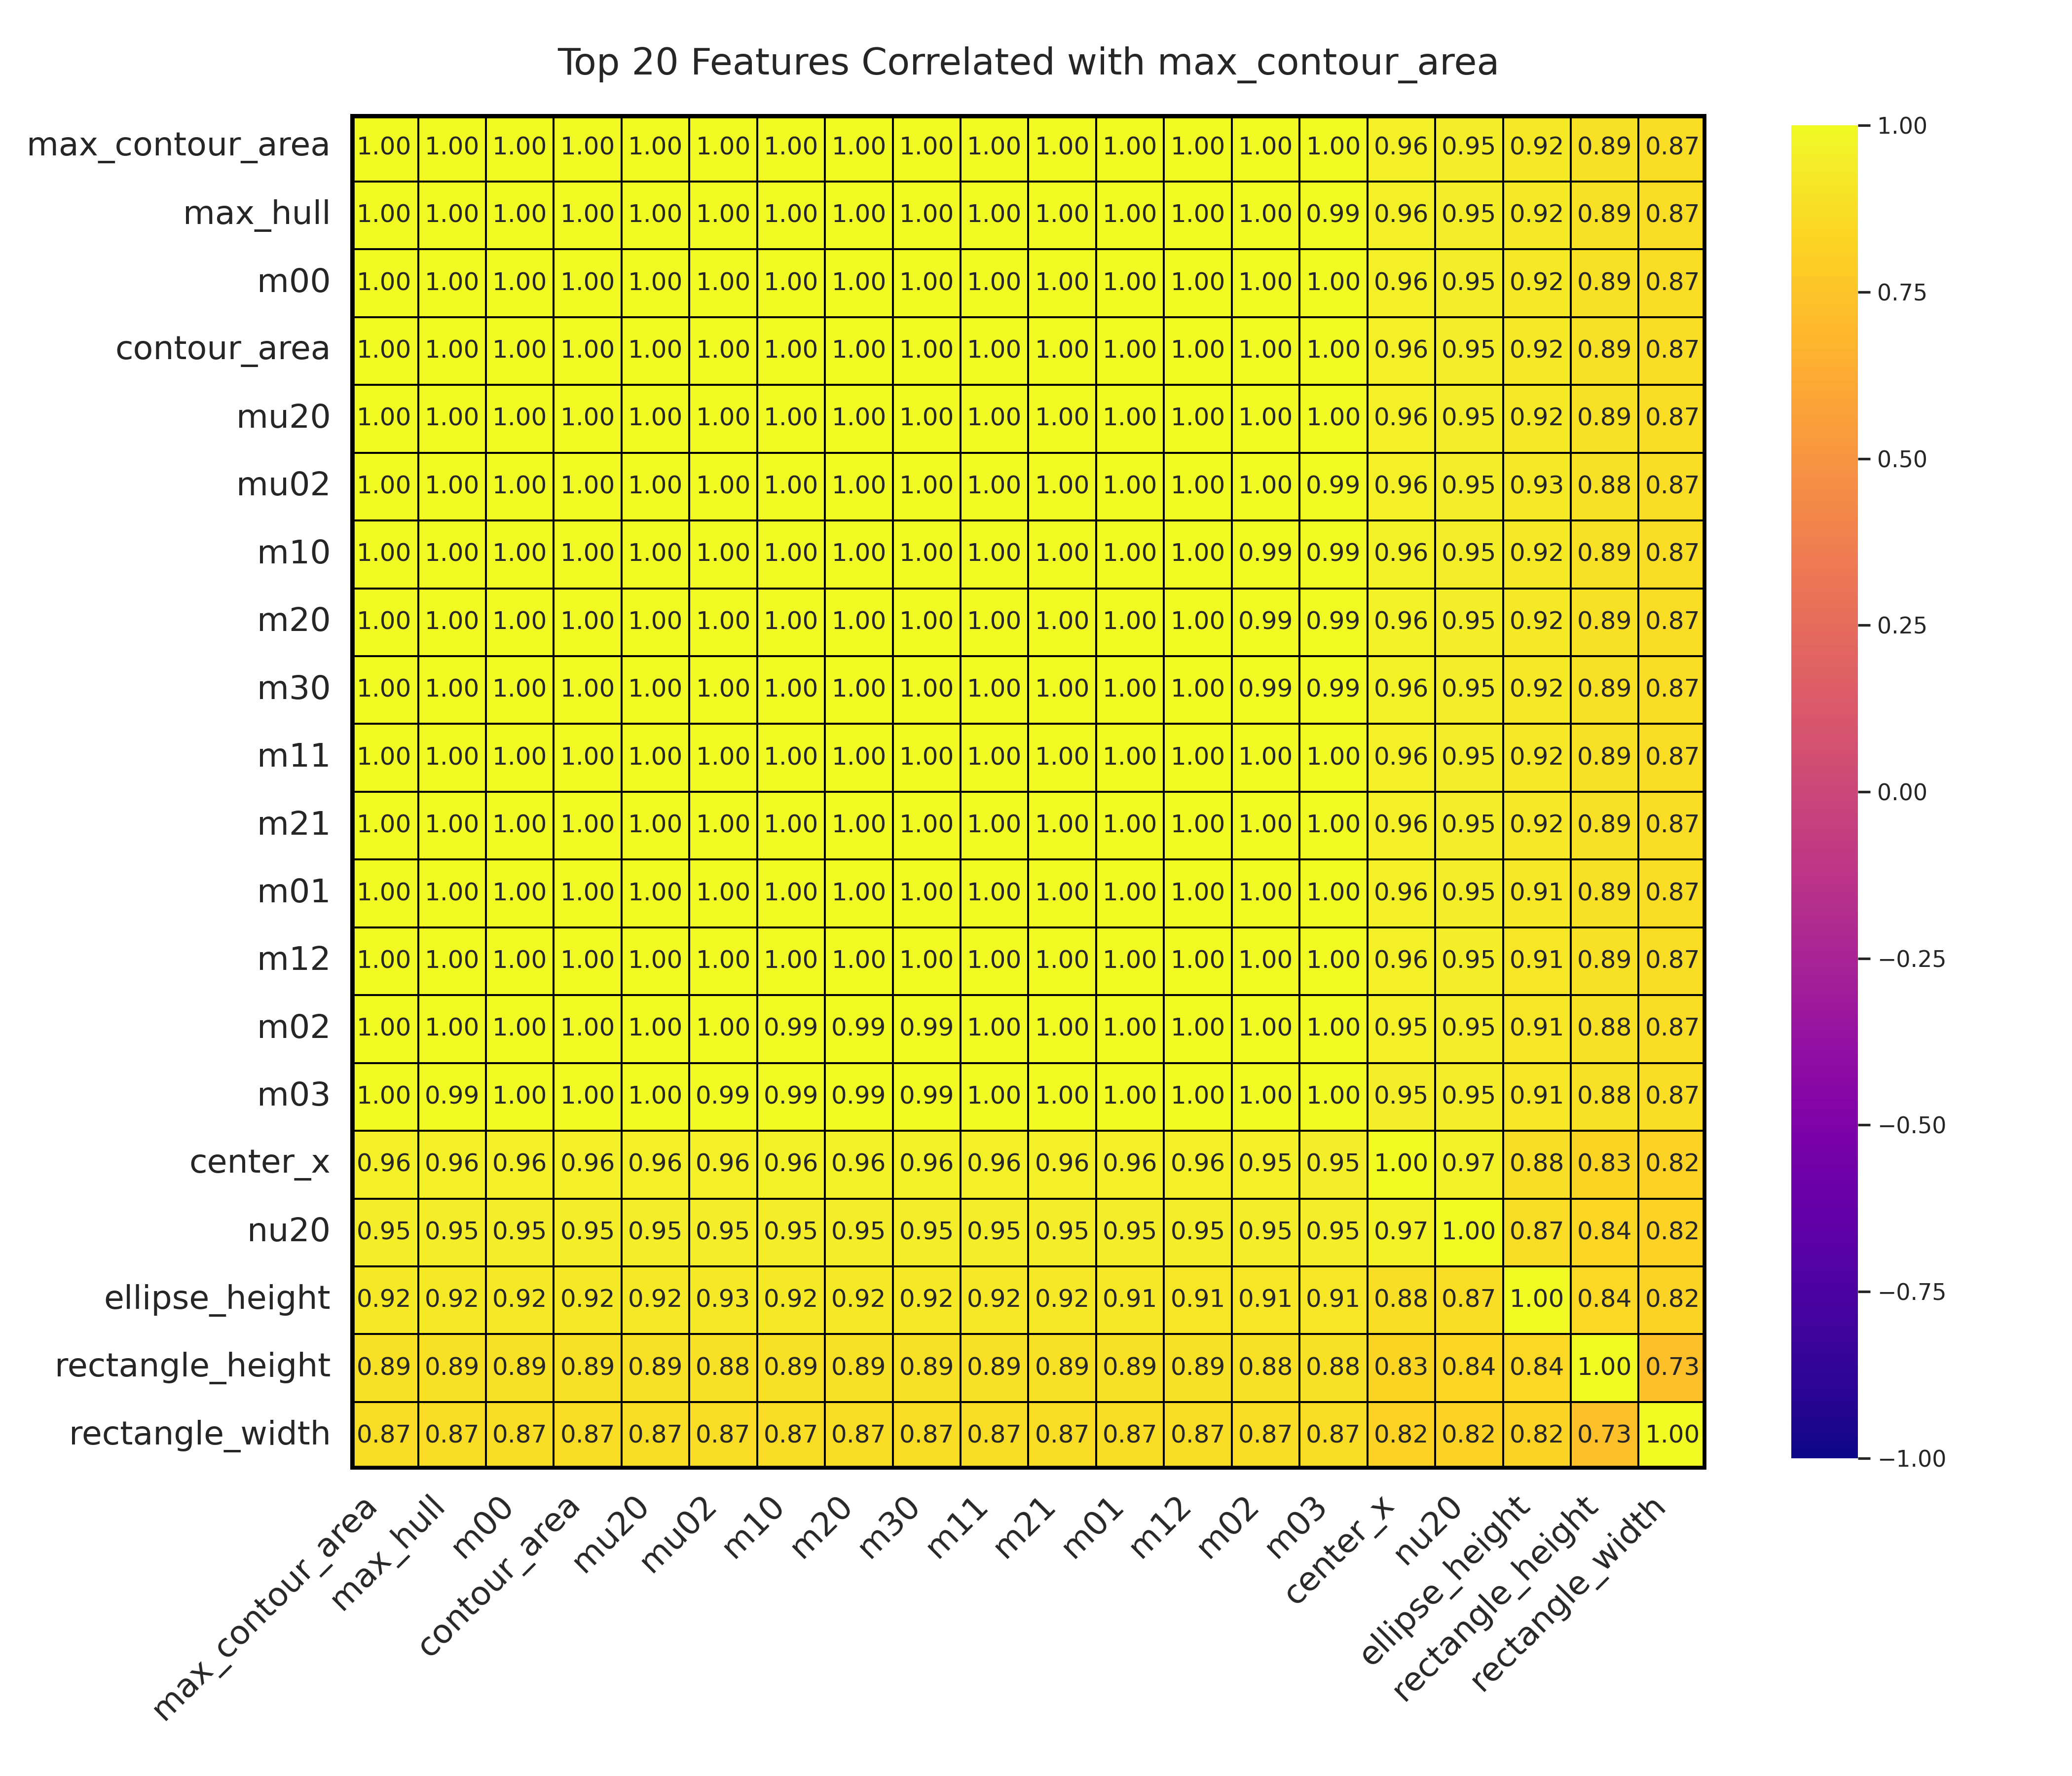 Top 20 Features Correlated with max_contour_area
max_contour_area 1.00 1.00 1.00 1.00 1.00 1.00 1.00 1.00 1.00 1.00 1.00 1.00 1.00 1.00 1.00 0.96 0.95 0.92 0.89 0.87
max_hull 1.00 1.00 1.00 1.00 1.00 1.00 1.00 1.00 1.00 1.00 1.00 1.00 1.00 1.00 0.99 0.96 0.95 0.92 0.89 0.87
m00 1.00 1.00 1.00 1.00 1.00 1.00 1.00 1.00 1.00 1.00 1.00 1.00 1.00 1.00 1.00 0.96 0.95 0.92 0.89 0.87
contour_area 1.00 1.00 1.00 1.00 1.00 1.00 1.00 1.00 1.00 1.00 1.00 1.00 1.00 1.00 1.00 0.96 0.95 0.92 0.89 0.87
mu20 1.00 1.00 1.00 1.00 1.00 1.00 1.00 1.00 1.00 1.00 1.00 1.00 1.00 1.00 1.00 0.96 0.95 0.92 0.89 0.87
mu02 1.00 1.00 1.00 1.00 1.00 1.00 1.00 1.00 1.00 1.00 1.00 1.00 1.00 1.00 0.99 0.96 0.95 0.93 0.88 0.87
m10 1.00 1.00 1.00 1.00 1.00 1.00 1.00 1.00 1.00 1.00 1.00 1.00 1.00 0.99 0.99 0.96 0.95 0.92 0.89 0.87
m20 1.00 1.00 1.00 1.00 1.00 1.00 1.00 1.00 1.00 1.00 1.00 1.00 1.00 0.99 0.99 0.96 0.95 0.92 0.89 0.87
m30 1.00 1.00 1.00 1.00 1.00 1.00 1.00 1.00 1.00 1.00 1.00 1.00 1.00 0.99 0.99 0.96 0.95 0.92 0.89 0.87
m11 1.00 1.00 1.00 1.00 1.00 1.00 1.00 1.00 1.00 1.00 1.00 1.00 1.00 1.00 1.00 0.96 0.95 0.92 0.89 0.87
m21 1.00 1.00 1.00 1.00 1.00 1.00 1.00 1.00 1.00 1.00 1.00 1.00 1.00 1.00 1.00 0.96 0.95 0.92 0.89 0.87
m01 1.00 1.00 1.00 1.00 1.00 1.00 1.00 1.00 1.00 1.00 1.00 1.00 1.00 1.00 1.00 0.96 0.95 0.91 0.89 0.87
m12 1.00 1.00 1.00 1.00 1.00 1.00 1.00 1.00 1.00 1.00 1.00 1.00 1.00 1.00 1.00 0.96 0.95 0.91 0.89 0.87
m02 1.00 1.00 1.00 1.00 1.00 1.00 0.99 0.99 0.99 1.00 1.00 1.00 1.00 1.00 1.00 0.95 0.95 0.91 0.88 0.87
m03 1.00 0.99 1.00 1.00 1.00 0.99 0.99 0.99 0.99 1.00 1.00 1.00 1.00 1.00 1.00 0.95 0.95 0.91 0.88 0.87
center_x 0.96 0.96 0.96 0.96 0.96 0.96 0.96 0.96 0.96 0.96 0.96 0.96 0.96 0.95 0.95 1.00 0.97 0.88 0.83 0.82
nu20 0.95 0.95 0.95 0.95 0.95 0.95 0.95 0.95 0.95 0.95 0.95 0.95 0.95 0.95 0.95 0.97 1.00 0.87 0.84 0.82
ellipse_height 0.92 0.92 0.92 0.92 0.92 0.93 0.92 0.92 0.92 0.92 0.92 0.91 0.91 0.91 0.91 0.88 0.87 1.00 0.84 0.82
rectangle_height 0.89 0.89 0.89 0.89 0.89 0.88 0.89 0.89 0.89 0.89 0.89 0.89 0.89 0.88 0.88 0.83 0.84 0.84 1.00 0.73
rectangle_width 0.87 0.87 0.87 0.87 0.87 0.87 0.87 0.87 0.87 0.87 0.87 0.87 0.87 0.87 0.87 0.82 0.82 0.82 0.73 1.00
max_contour_area
max_hull
m00
contour_area
mu20
mu02
m10
m20
m30
m11
m21
m01
m12
m02
m03
center_x
nu20
ellipse_height
rectangle_height
rectangle_width
1.00
0.75
0.50
0.25
0.00
−0.25
−0.50
−0.75
−1.00